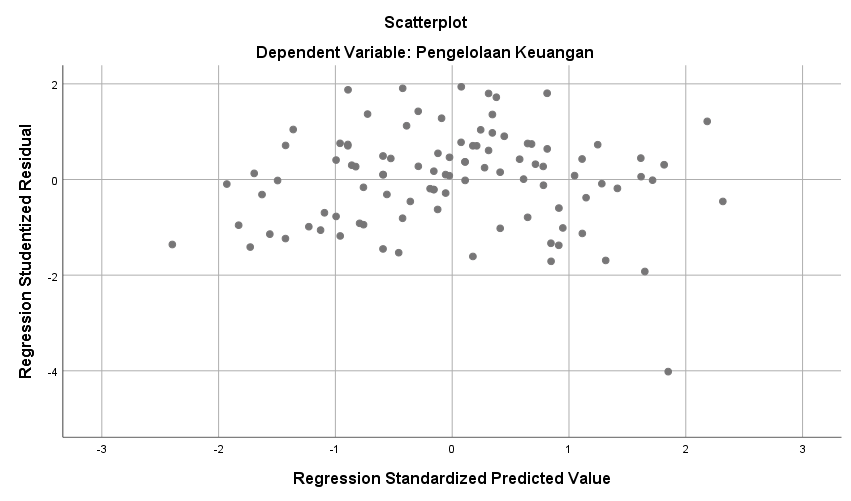 Scatterplot
Dependent Variable: Pengelolaan Keuangan
Regression Studentized Residual
2
0
-2
-4
-3 -2 -1 0 1 2 3
Regression Standardized Predicted Value